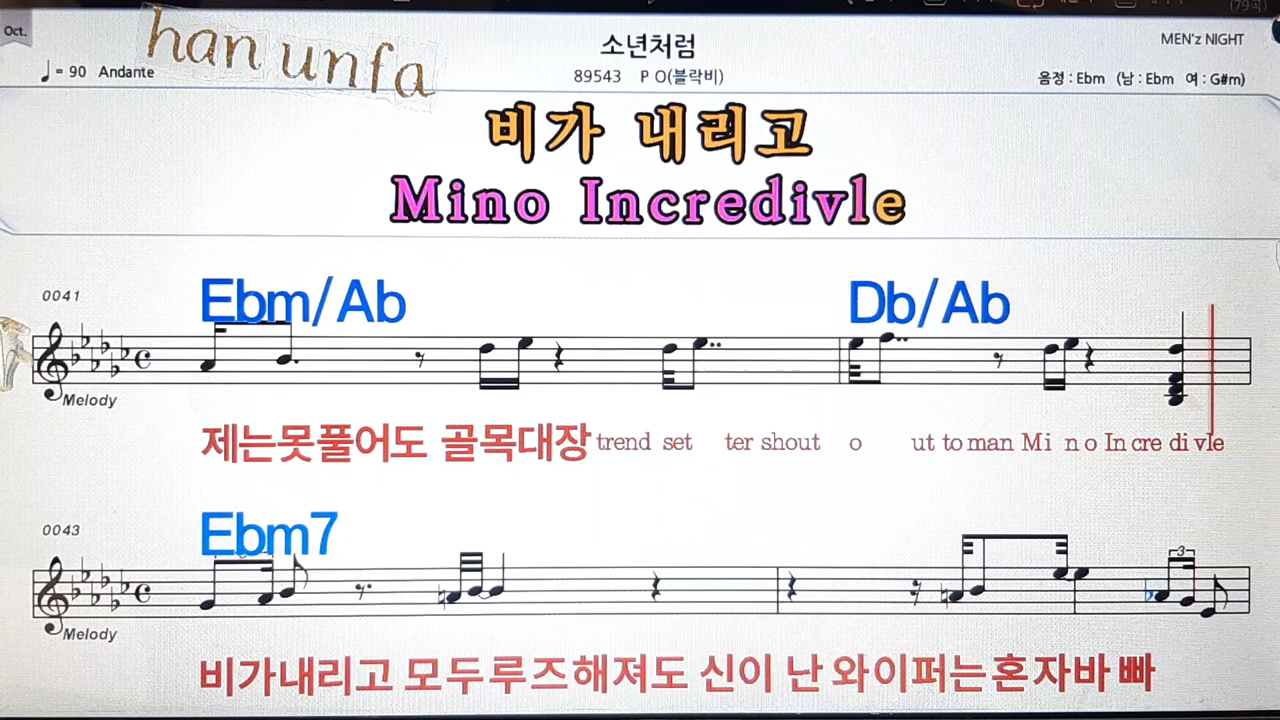 Oct.
han unfa
♩= 90 Andante
소년처럼
89543 P O(블락비)
MEN'z NIGHT
음정 : Ebm (남 : Ebm 여 : G#m)
비가 내리고
Mino Incredivle
0041
Ebm/Ab Db/Ab
Melody
제는못풀어도 골목대장 trend set ter shout o ut to man Mi n o In cre di vle
0043
Ebm7
3
Melody
비가내리고 모두루즈해져도 신이 난 와이퍼는혼자바 빠